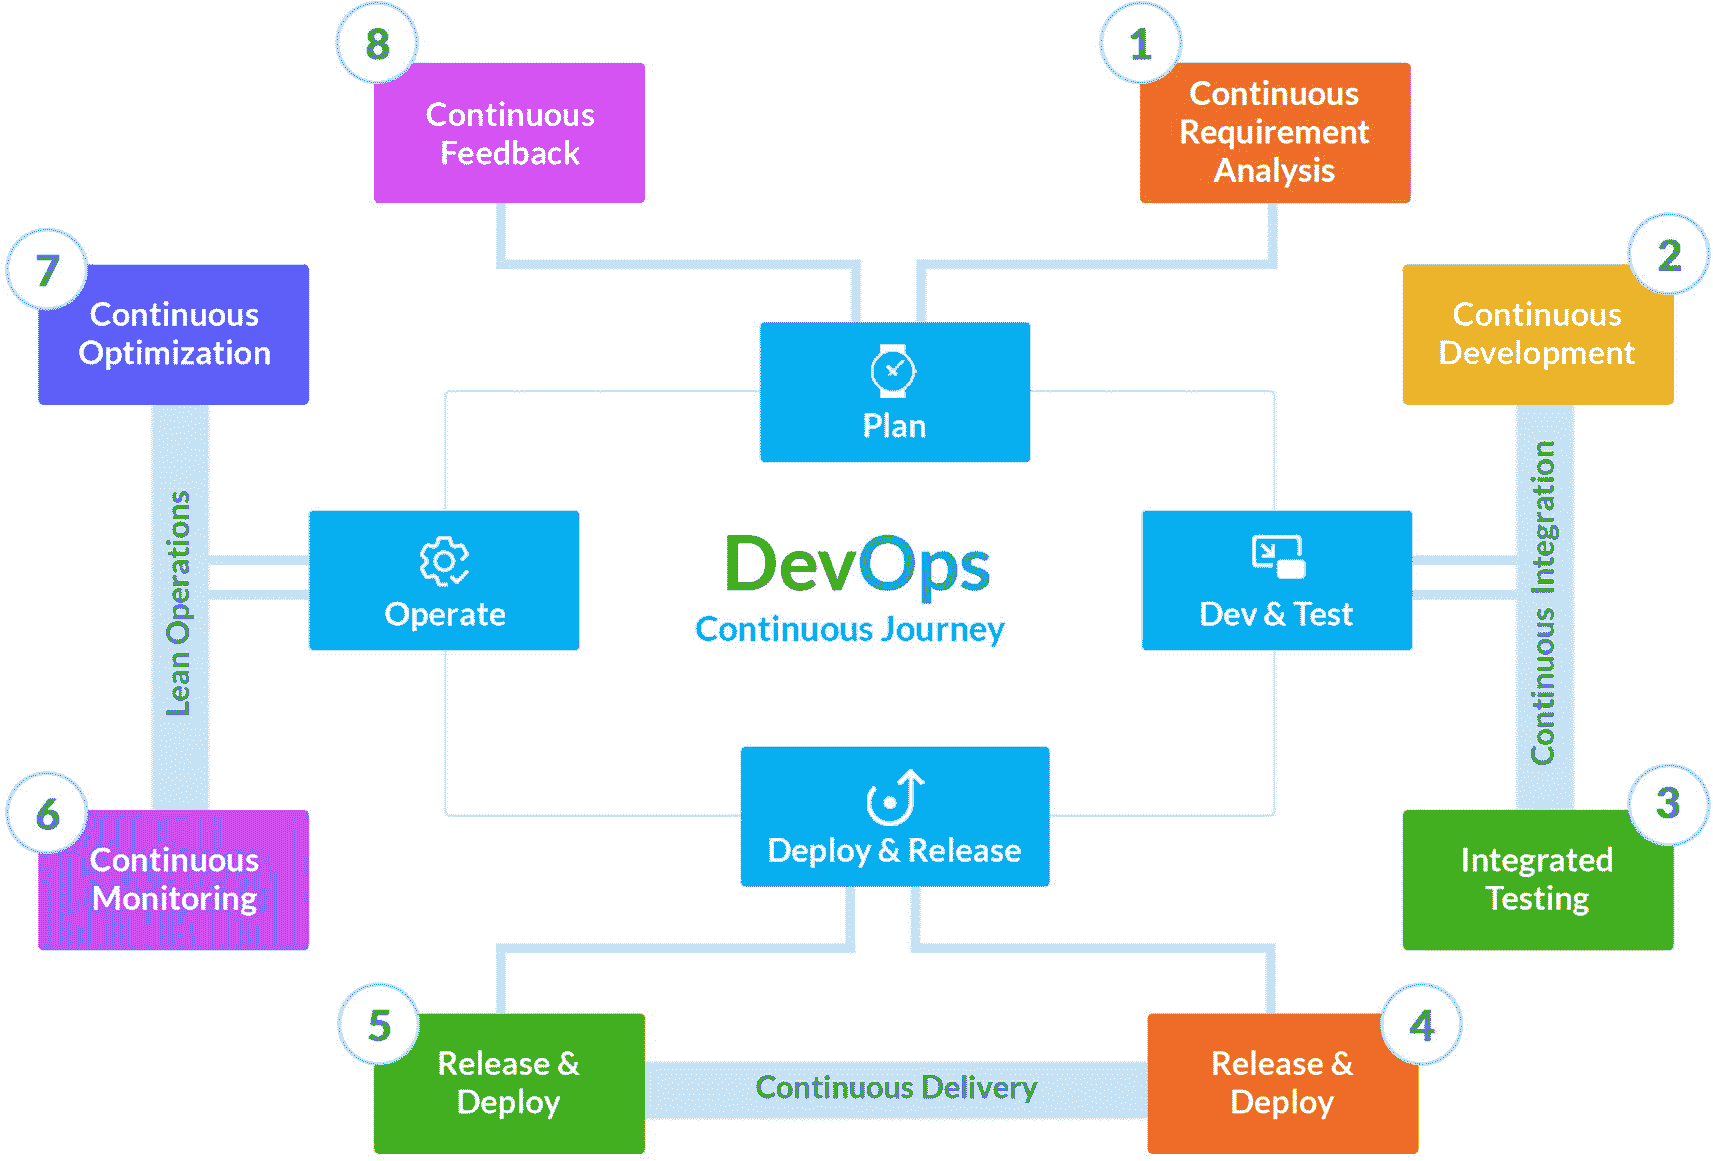 8
Continuous
Feedback
1
Continuous
Requirement
Analysis
7
Continuous
Optimization
2
Continuous
Development
Plan
Lean Operations
Operate
DevOps
Continuous Journey
Dev & Test
Continuous Integration
6
Continuous
Monitoring
Deploy & Release
3
Integrated
Testing
5
Release &
Deploy
Continuous Delivery
4
Release &
Deploy